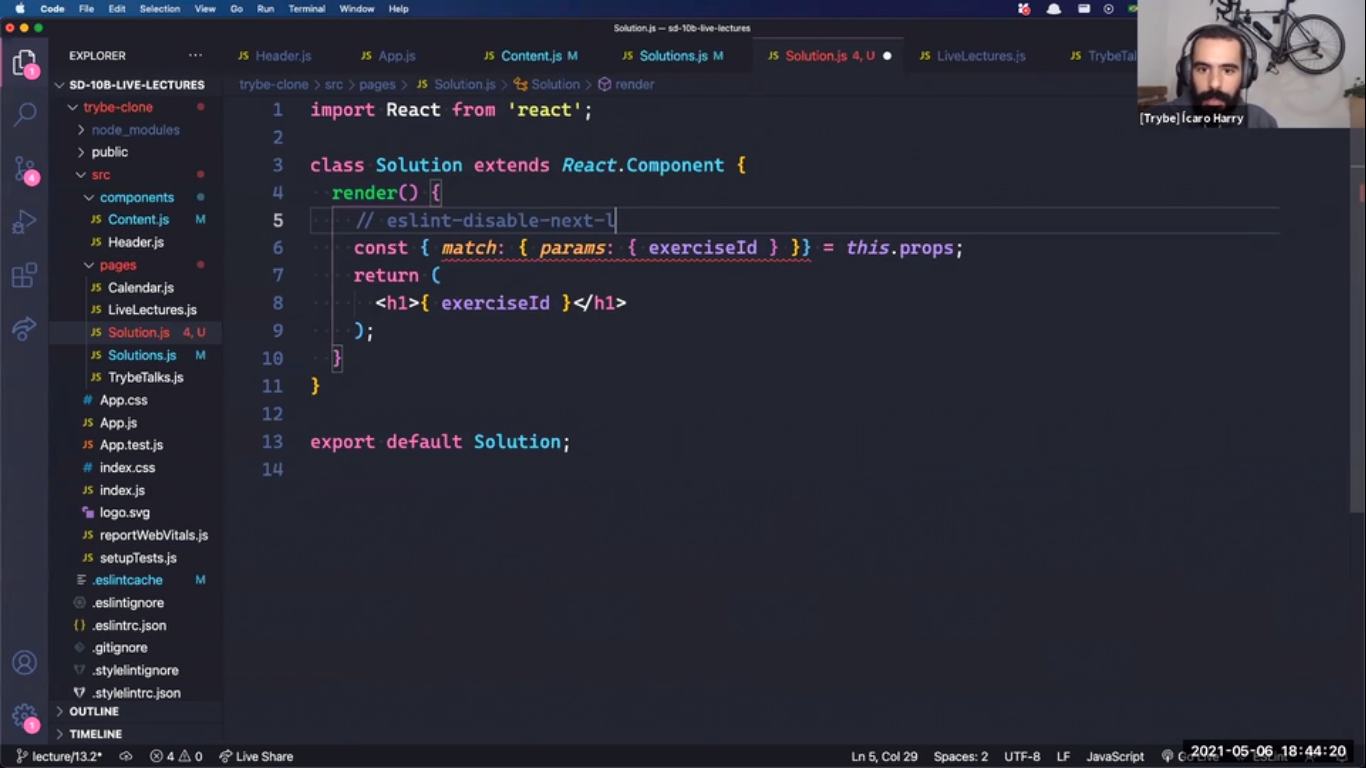 Code File Edit Selection View Go Run Terminal Window Help
Solution.js — sd-10b-live-lectures
EXPLORER ...
JS Header.js JS App.js JS Content.js M JS Solutions.js M JS Solution.js 4, U JS LiveLectures.js JS TrybeTal
[Trybe] Ícaro Harry
trybe-clone > src > pages > JS Solution.js > Solution > render
SD-10B-LIVE-LECTURES
trybe-clone
node_modules
public
src
components
JS Content.js M
JS Header.js
pages
JS Calendar.js
JS LiveLectures.js
JS Solution.js 4, U
JS Solutions.js M
JS TrybeTalks.js
# App.css
JS App.js
JS App.test.js
# index.css
JS index.js
logo.svg
JS reportWebVitals.js
JS setupTests.js
.eslintcache M
.eslintignore
{} .eslintrc.json
.gitignore
.stylelintignore
.stylelintrc.json
OUTLINE
TIMELINE
1
4
1
1 import React from 'react';
2
3 class Solution extends React.Component {
4 render() {
5 // eslint-disable-next-l
6 const { match: { params: { exerciseId } }} = this.props;
7 return (
8 <h1>{ exerciseId }</h1>
9 );
10 }
11 }
12
13 export default Solution;
14
lecture/13.2* 4 0 Live Share Ln 5, Col 29 Spaces: 2 UTF-8 LF JavaScript Go Live ESLint
2021-05-06 18:44:20